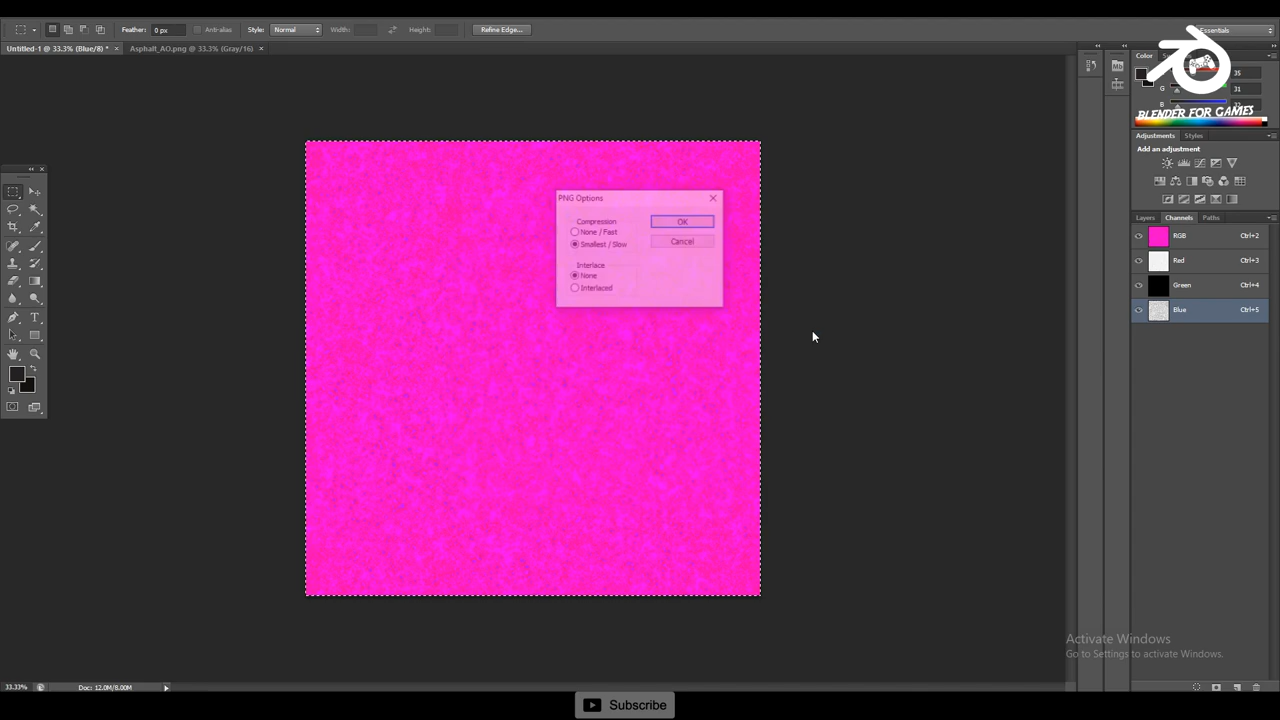 Feather: 0 px Anti-alias Style: Normal Width: Height: Refine Edge... Essentials
Untitled-1 @ 33.3% (Blue/8) * × Asphalt_AO.png @ 33.3% (Gray/16) ×
Color
35
G 31
B
BLENDER FOR GAMES
Adjustments Styles
Add an adjustment
Layers Channels Paths
RGB Ctrl+2
Red Ctrl+3
Green Ctrl+4
Blue Ctrl+5
Mb
PNG Options
Compression
None / Fast
Smallest / Slow
Interlace
None
Interlaced
OK
Cancel
Activate Windows
Go to Settings to activate Windows.
33.33% Doc: 12.0M/8.00M
Subscribe